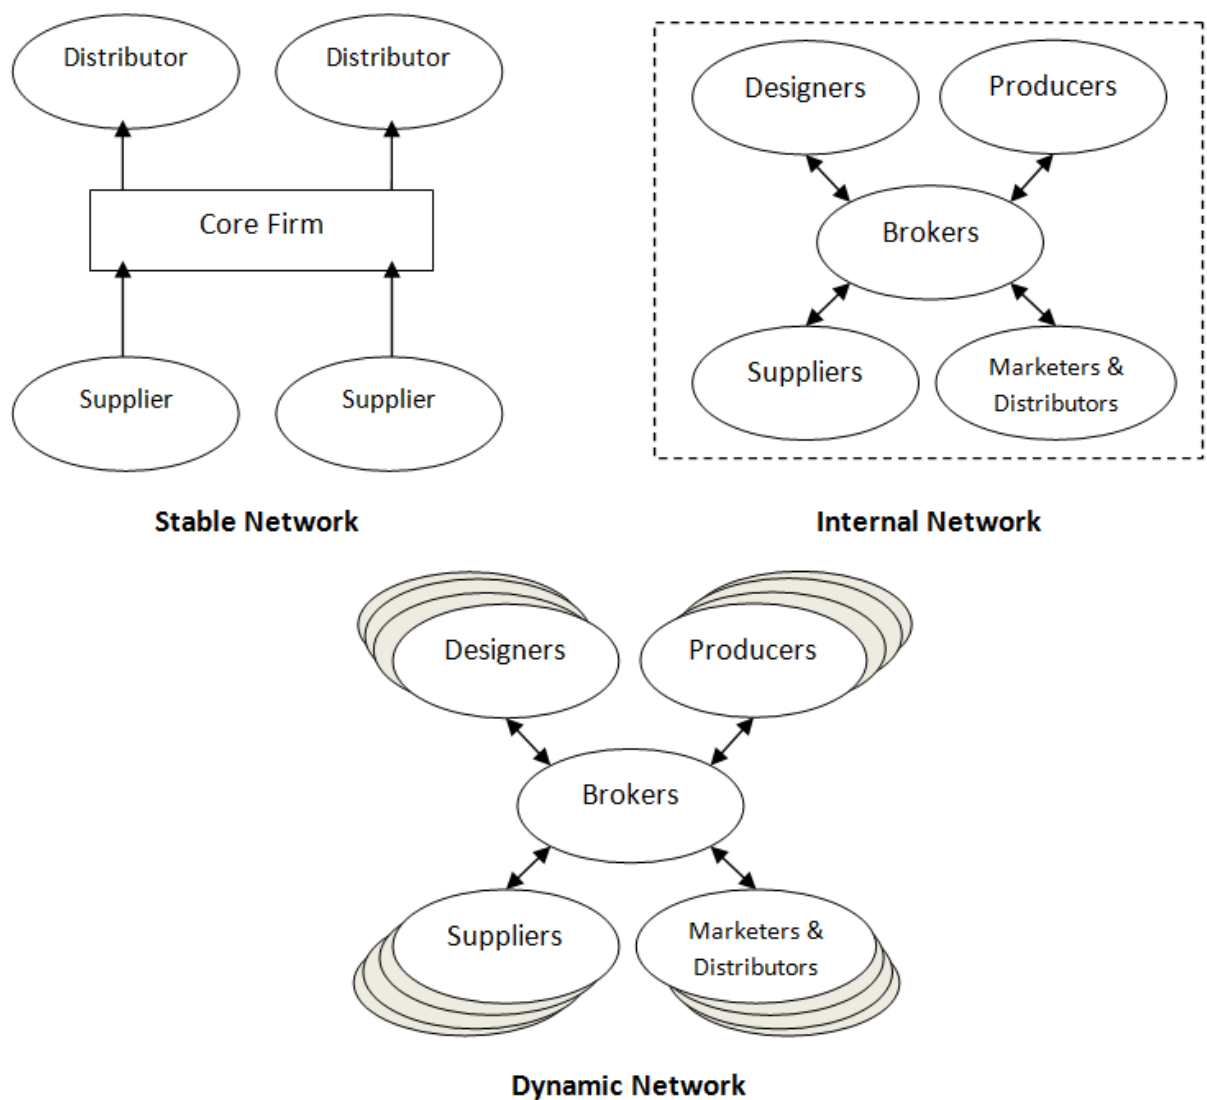 Distributor
Distributor
Core Firm
Supplier
Supplier
Stable Network
Designers
Producers
Brokers
Suppliers
Marketers &
Distributors
Internal Network
Designers
Producers
Brokers
Suppliers
Marketers &
Distributors
Dynamic Network